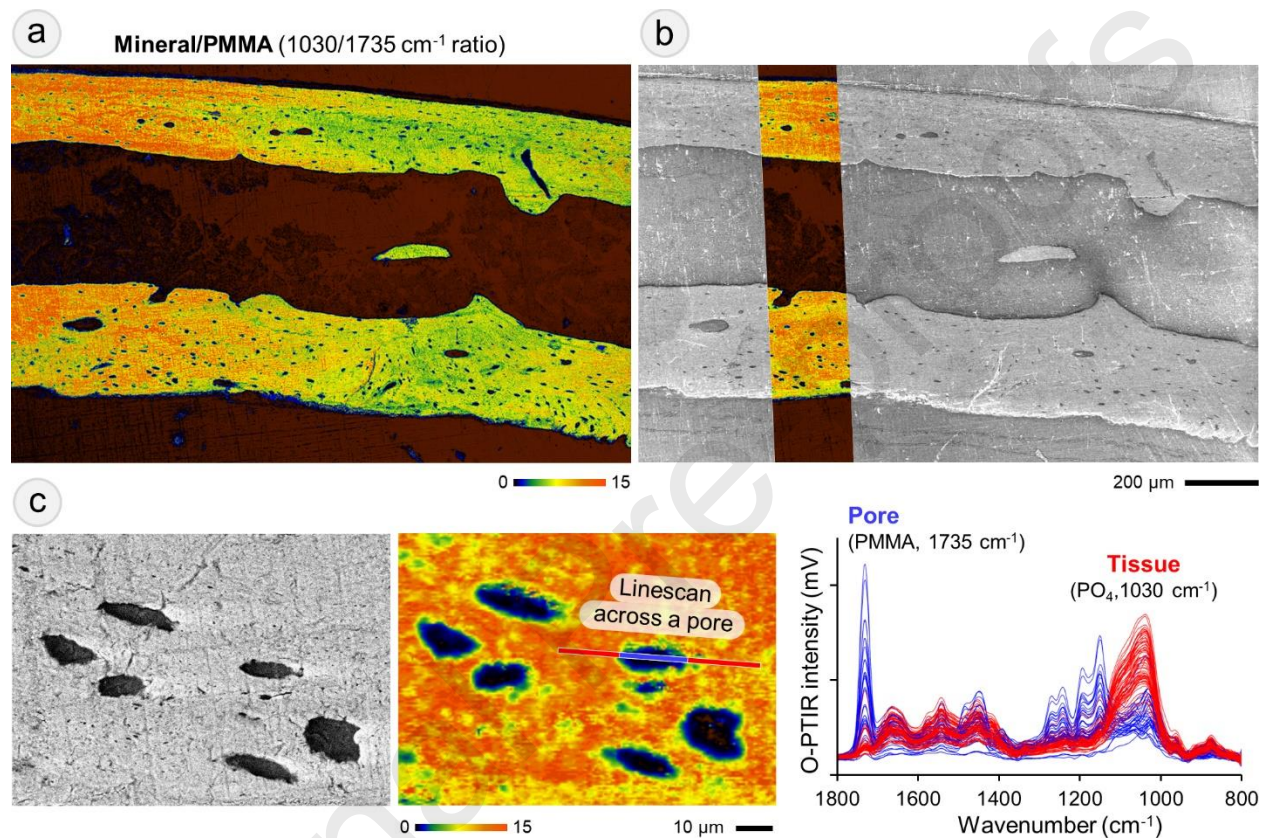 a
Mineral/PMMA (1030/1735 cm⁻¹ ratio)
b
0 15
200 µm
c
Linescan
across a pore
0 15
10 µm
Pore
(PMMA, 1735 cm⁻¹)
Tissue
(PO₄,1030 cm⁻¹)
O-PTIR intensity (mV)
1800 1600 1400 1200 1000 800
Wavenumber (cm⁻¹)